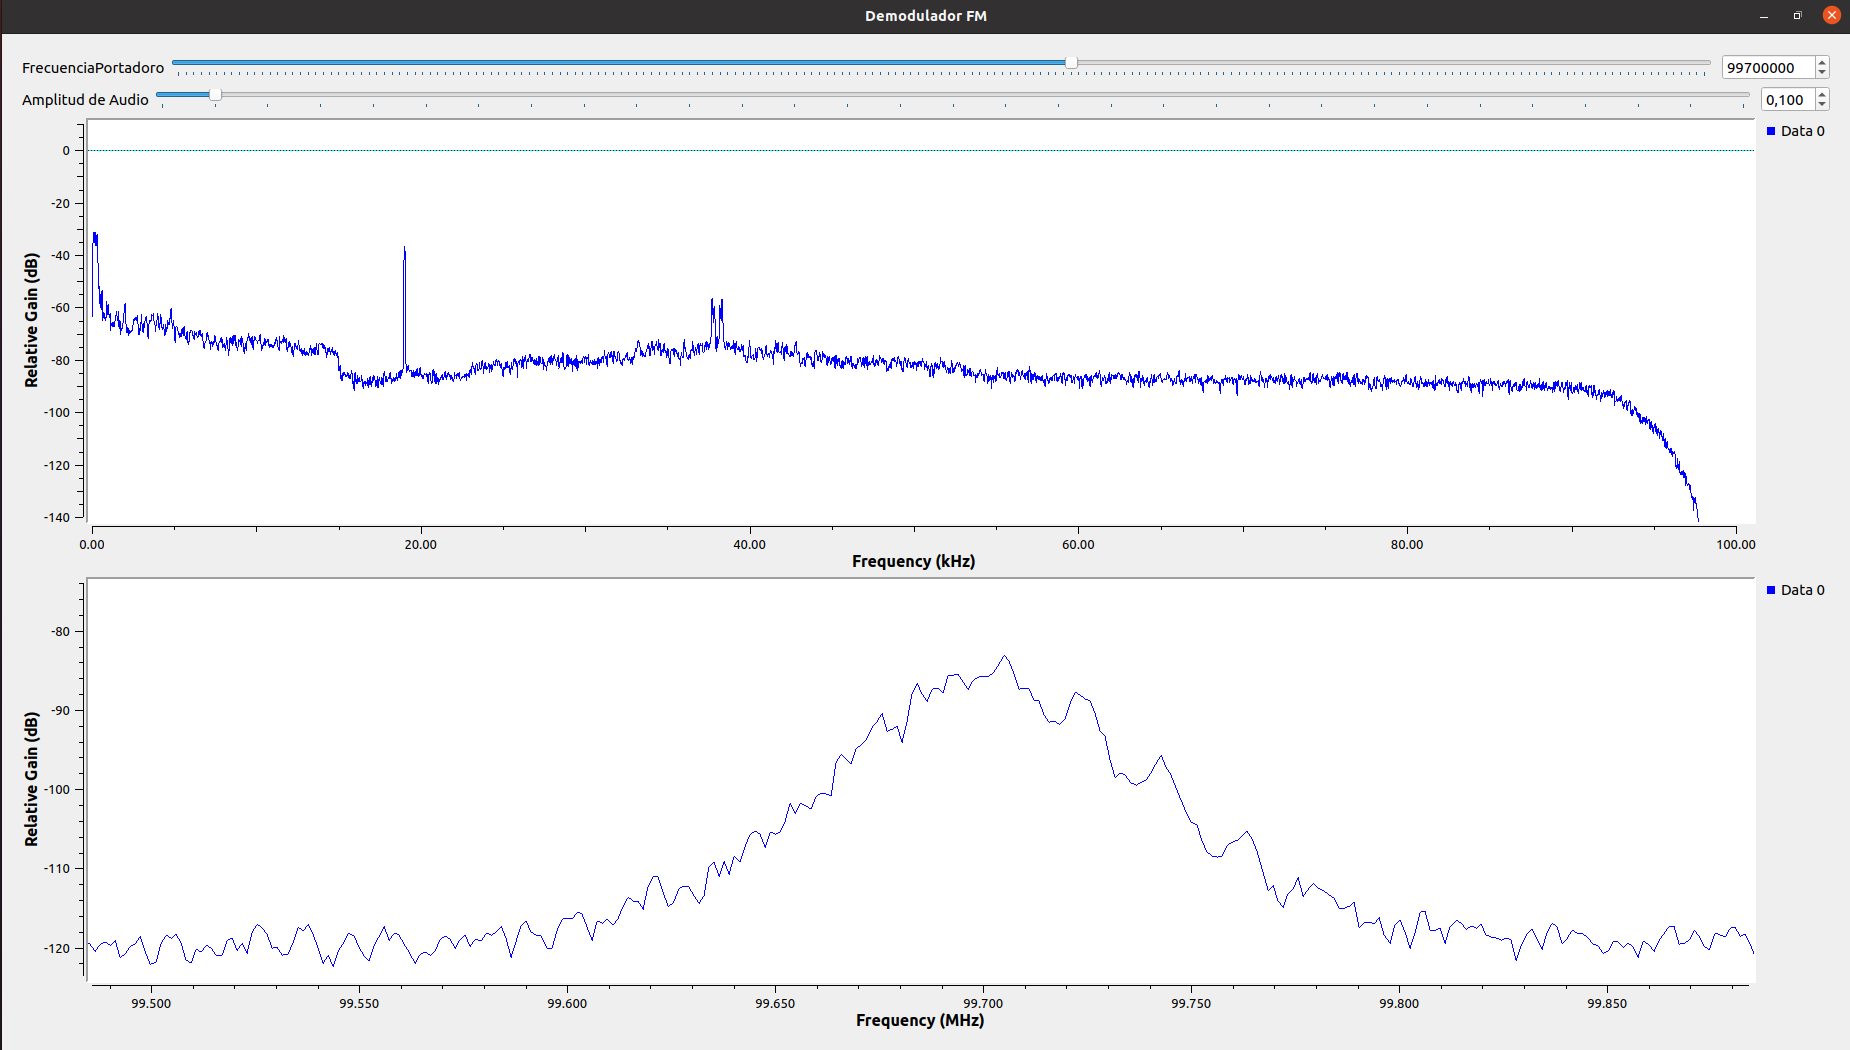 Demodulador FM
FrecuenciaPortadoro 99700000
Amplitud de Audio 0,100
Data 0
Relative Gain (dB)
0
-20
-40
-60
-80
-100
-120
-140
0.00 20.00 40.00 60.00 80.00 100.00
Frequency (kHz)
Data 0
Relative Gain (dB)
-80
-90
-100
-110
-120
99.500 99.550 99.600 99.650 99.700 99.750 99.800 99.850
Frequency (MHz)